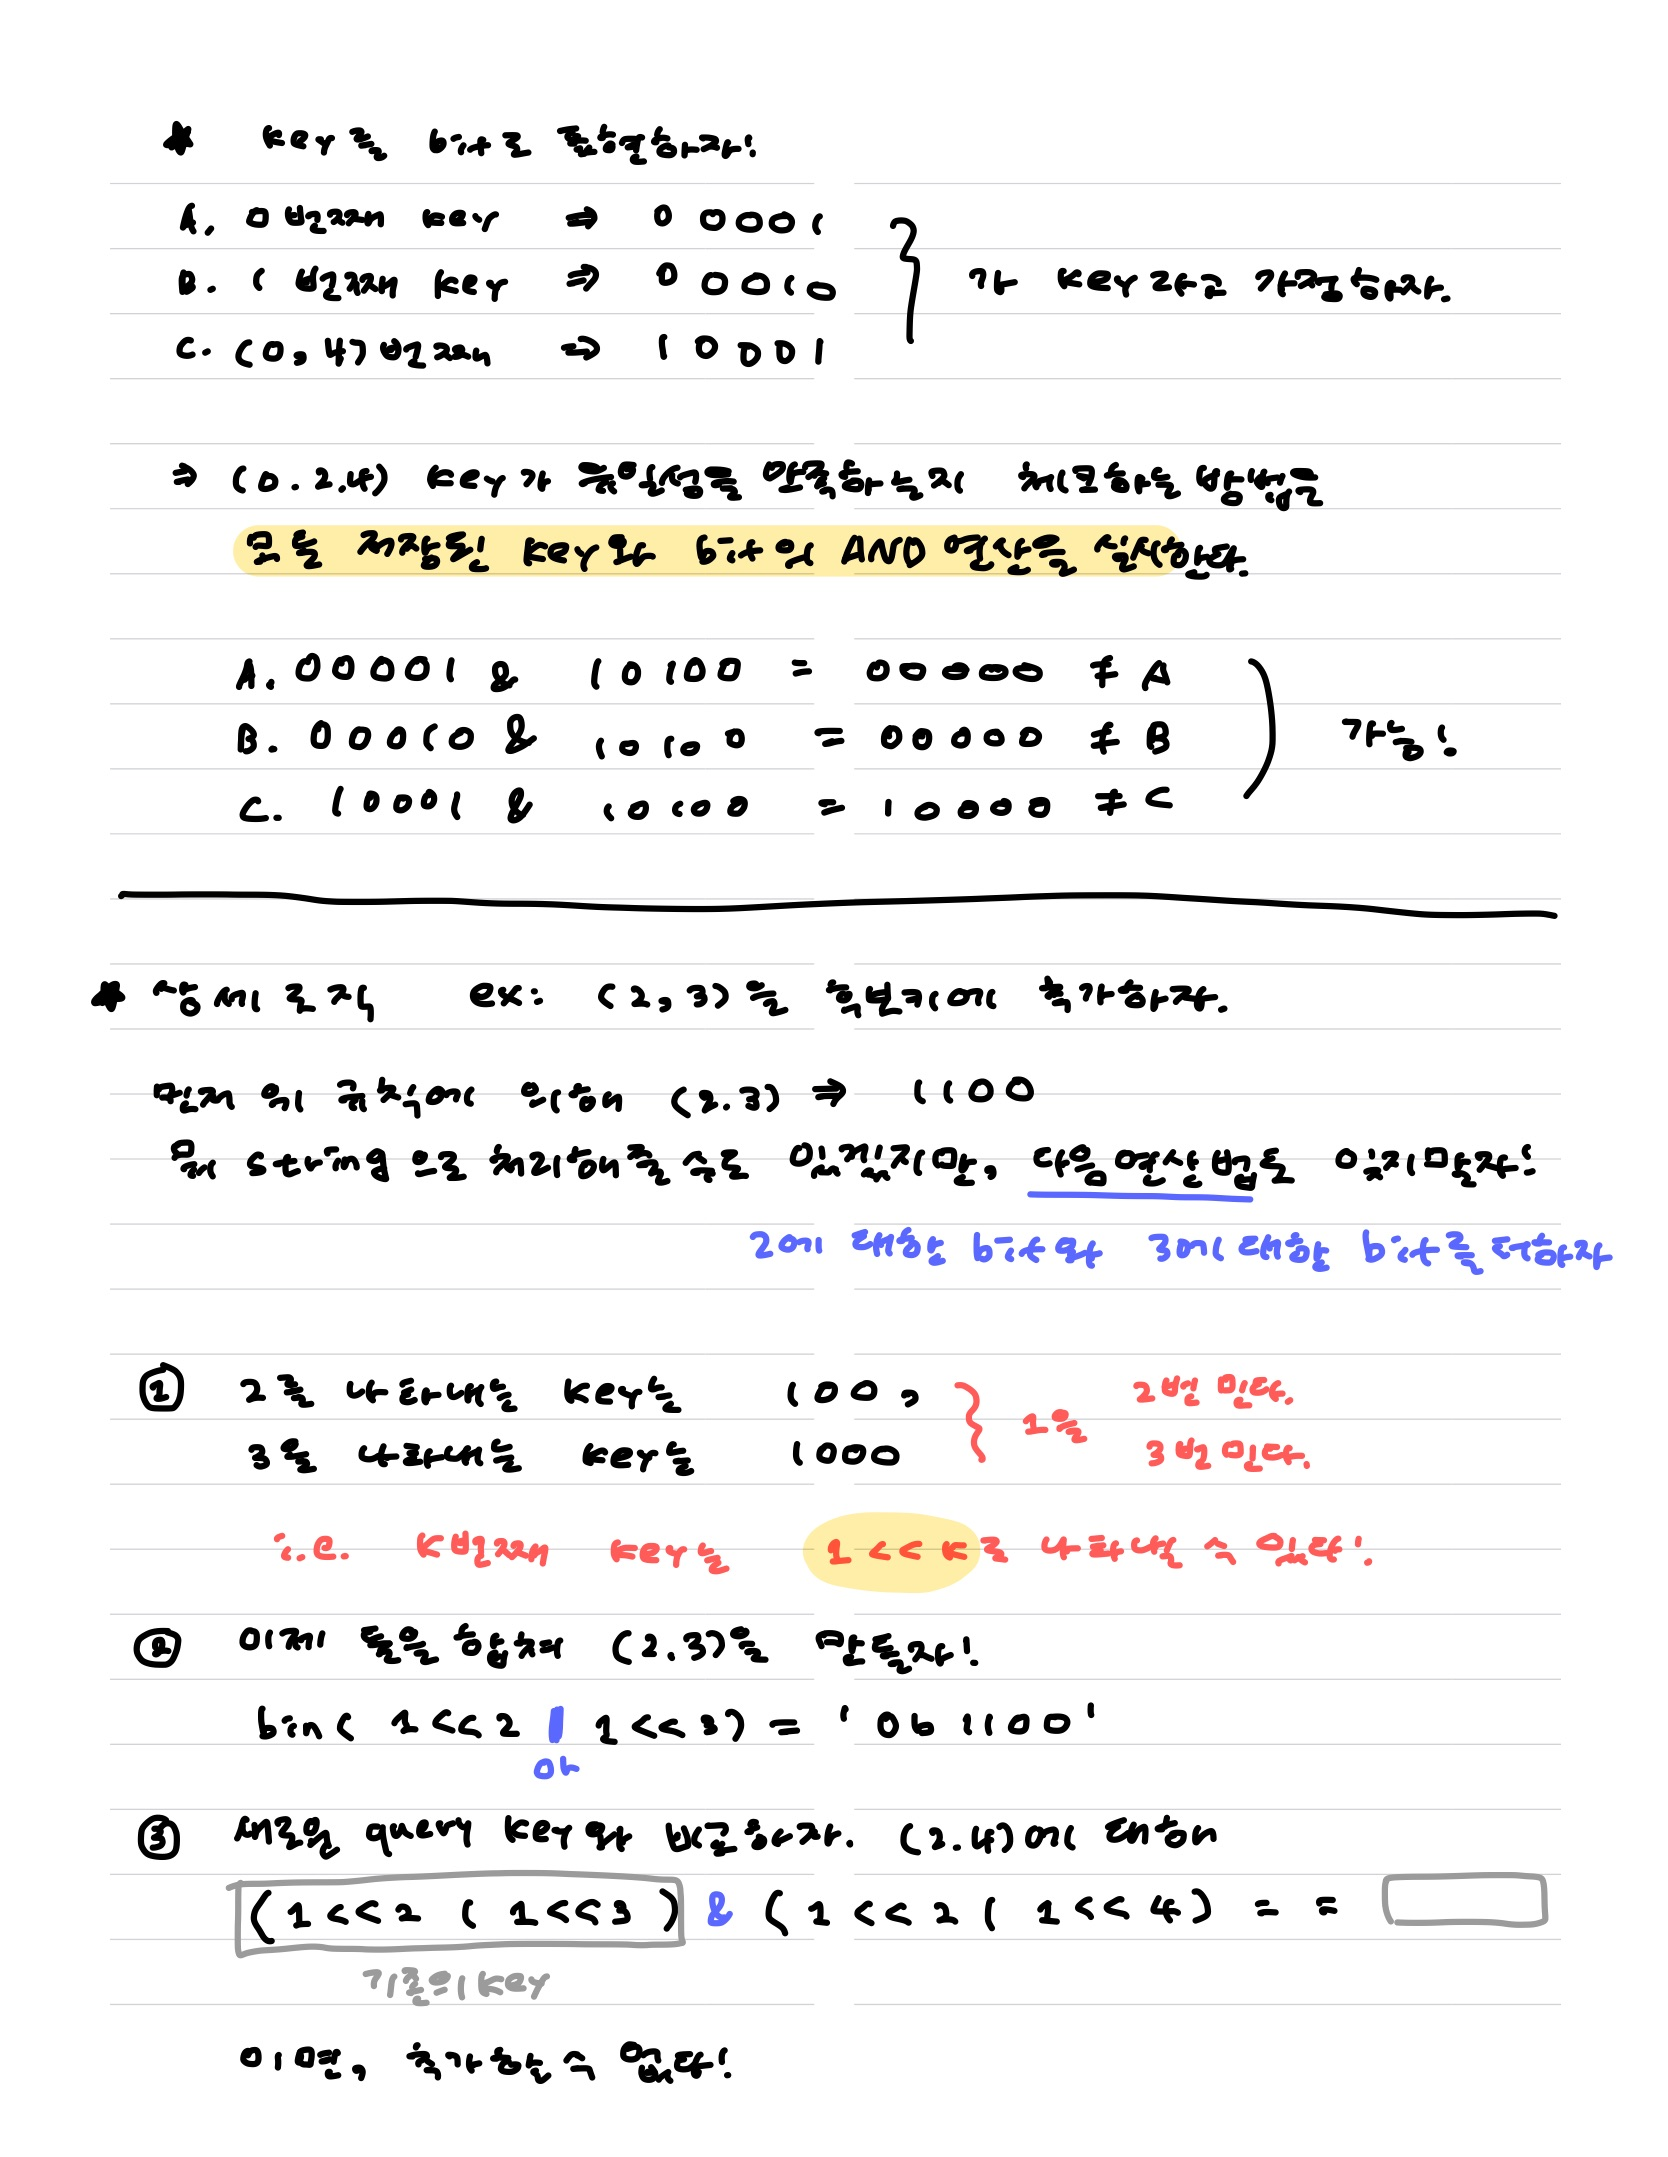 ★ key를 bit로 표현하자!
A. 0번째 key ⇒ 00001
B. 1번째 key ⇒ 00010
C. (0, 4)번째 ⇒ 10001
가 key라고 가정하자.
⇒ (0.2.4) key가 유일성을 만족하는지 체크하는 방법은
모든 저장된 key와 bit의 AND 연산을 실시한다.
A. 00001 & 10100 = 00000 ≠ A
B. 00010 & 10100 = 00000 ≠ B
C. 10001 & 10100 = 10000 ≠ C
가능!
★ 상세 로직 ex: (2,3)을 후보키에 추가하자.
먼저 위 규칙에 의해 (2.3) ⇒ 1100
뭐 string으로 처리해줄 수도 있겠지만, 다음 연산법도 잊지말자!
2에 대한 bit와 3에 대한 bit를 더하자
① 2를 나타내는 key는 100,
3을 나타내는 key는 1000
1을 2번 민다.
3번 민다.
i.e. K번째 key는 1<<K로 나타낼 수 있다!
② 이제 둘을 합쳐 (2.3)을 만들자!
bin( 1<<2 | 1<<3) = '0b1100'
or
③ 새로운 query key와 비교하자. (2.4)에 대해
(1<<2 | 1<<3) & (1<<2 | 1<<4) ==
기존의 key
이면, 추가할 수 없다!